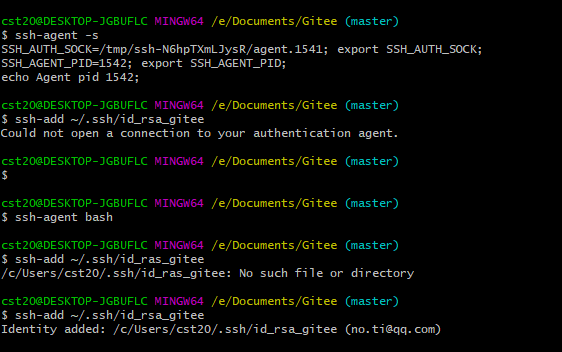 cst20@DESKTOP-JGBUFLC MINGW64 /e/Documents/Gitee (master)
$ ssh-agent -s
SSH_AUTH_SOCK=/tmp/ssh-N6hpTXmLJysR/agent.1541; export SSH_AUTH_SOCK;
SSH_AGENT_PID=1542; export SSH_AGENT_PID;
echo Agent pid 1542;
cst20@DESKTOP-JGBUFLC MINGW64 /e/Documents/Gitee (master)
$ ssh-add ~/.ssh/id_rsa_gitee
Could not open a connection to your authentication agent.
cst20@DESKTOP-JGBUFLC MINGW64 /e/Documents/Gitee (master)
$
cst20@DESKTOP-JGBUFLC MINGW64 /e/Documents/Gitee (master)
$ ssh-agent bash
cst20@DESKTOP-JGBUFLC MINGW64 /e/Documents/Gitee (master)
$ ssh-add ~/.ssh/id_ras_gitee
/c/Users/cst20/.ssh/id_ras_gitee: No such file or directory
cst20@DESKTOP-JGBUFLC MINGW64 /e/Documents/Gitee (master)
$ ssh-add ~/.ssh/id_rsa_gitee
Identity added: /c/Users/cst20/.ssh/id_rsa_gitee (no.ti@qq.com)